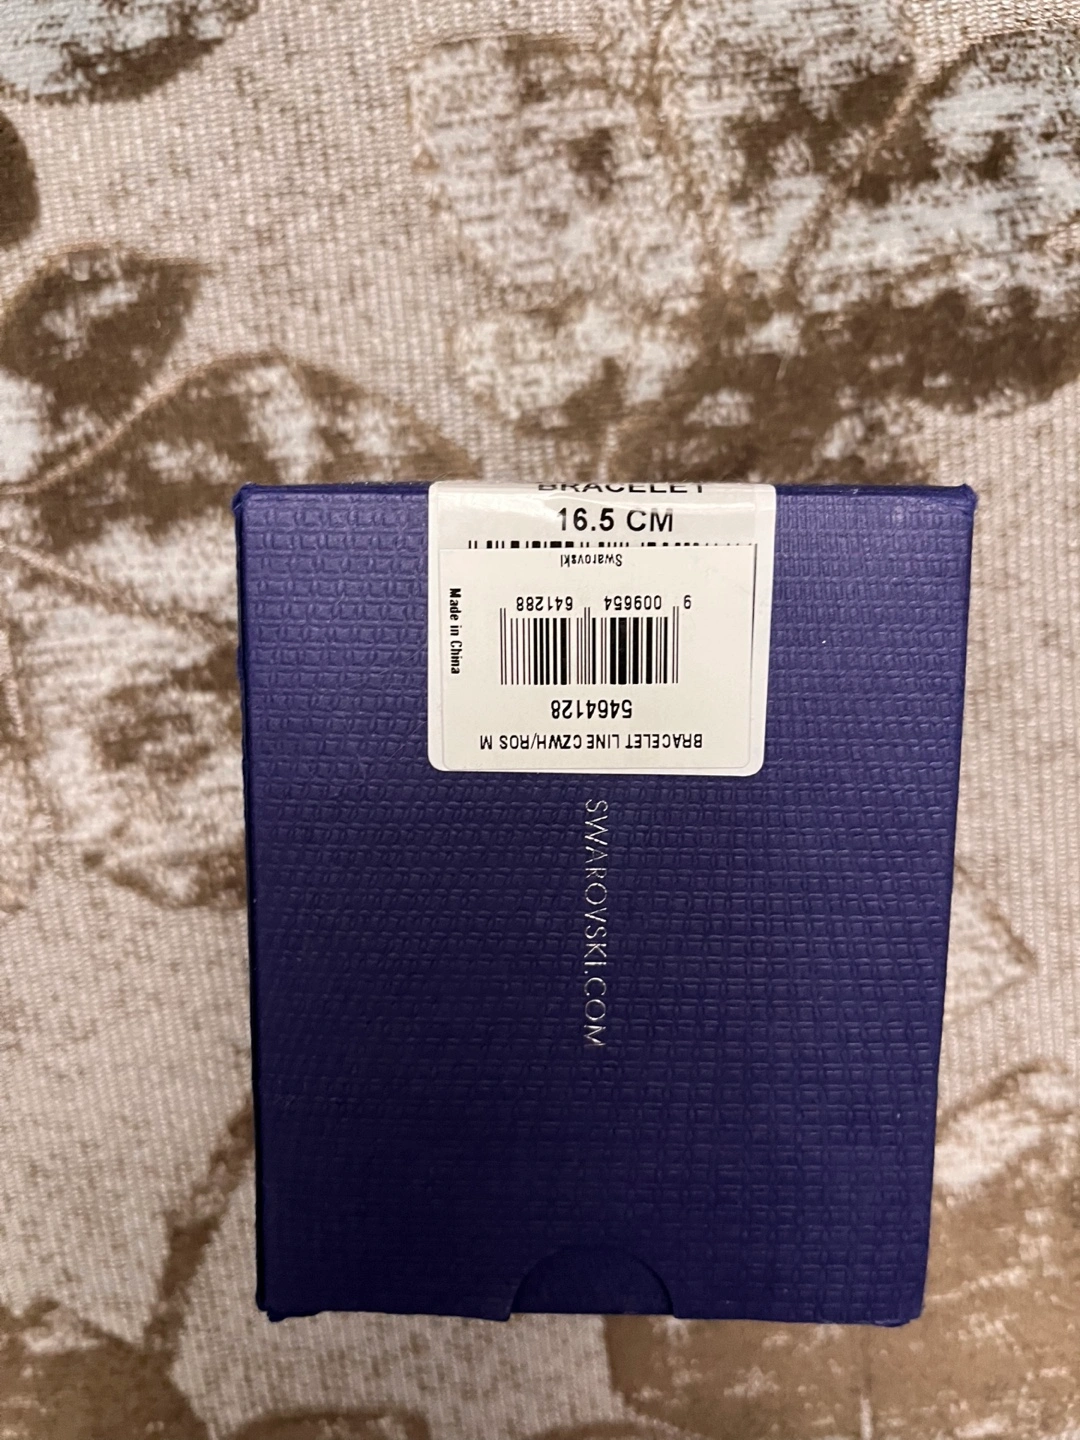 BRACELET
16.5 CM
Swarovski
9 009654 641288
5464128
BRACELET LINE CZWH/ROS M
Made in China
SWAROVSKI.COM